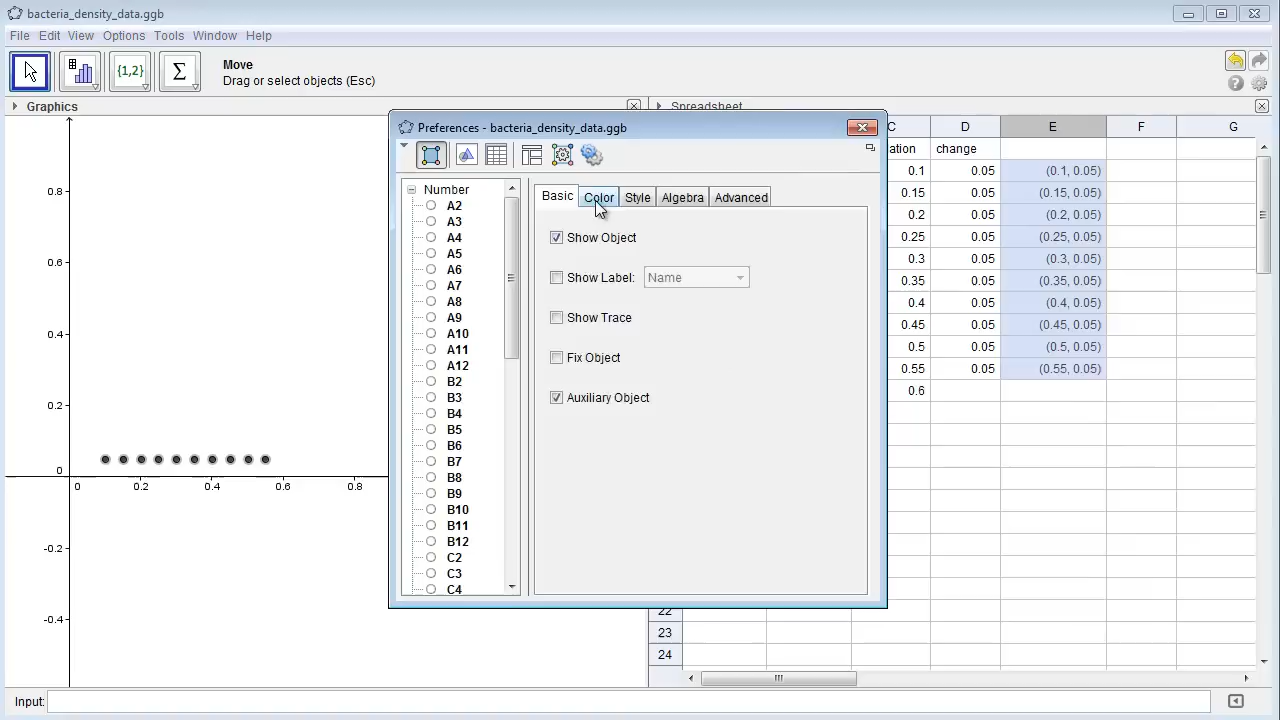 bacteria_density_data.ggb
File Edit View Options Tools Window Help
{1,2}
Σ
Move
Drag or select objects (Esc)
Graphics
Spreadsheet
0.8
0.6
0.4
0.2
0
-0.2
-0.4
0 0.2 0.4 0.6 0.8
Preferences - bacteria_density_data.ggb
Number
A2
A3
A4
A5
A6
A7
A8
A9
A10
A11
A12
B2
B3
B4
B5
B6
B7
B8
B9
B10
B11
B12
C2
C3
C4
Basic Color Style Algebra Advanced
Show Object
Show Label: Name
Show Trace
Fix Object
Auxiliary Object
C D E F G
ation change
0.1 0.05 (0.1, 0.05)
0.15 0.05 (0.15, 0.05)
0.2 0.05 (0.2, 0.05)
0.25 0.05 (0.25, 0.05)
0.3 0.05 (0.3, 0.05)
0.35 0.05 (0.35, 0.05)
0.4 0.05 (0.4, 0.05)
0.45 0.05 (0.45, 0.05)
0.5 0.05 (0.5, 0.05)
0.55 0.05 (0.55, 0.05)
0.6
22
23
24
Input: